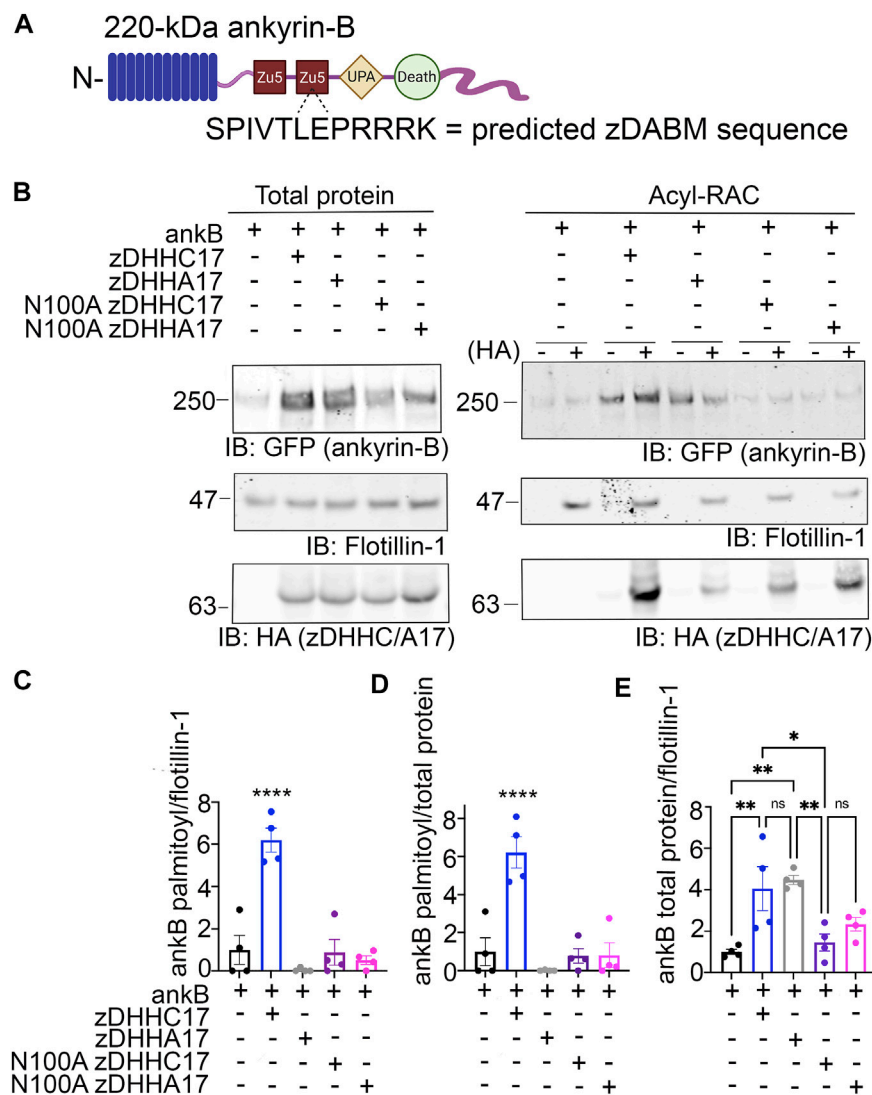 A
220-kDa ankyrin-B
N-
Zu5 Zu5 UPA Death
SPIVTLEPRRRK = predicted zDABM sequence
B
Total protein
Acyl-RAC
ankB + + + + + + + + + +
zDHHC17 - + - - - - + - - -
zDHHA17 - - + - - - - + - -
N100A zDHHC17 - - - + - - - - + -
N100A zDHHA17 - - - - + - - - - +
(HA) - + - + - + - + - +
250
250
IB: GFP (ankyrin-B)
IB: GFP (ankyrin-B)
47
47
IB: Flotillin-1
IB: Flotillin-1
63
63
IB: HA (zDHHC/A17)
IB: HA (zDHHC/A17)
C
ankB palmitoyl/flotillin-1
8
6
4
2
0
****
ankB + + + + +
zDHHC17 - + - - -
zDHHA17 - - + - -
N100A zDHHC17 - - - + -
N100A zDHHA17 - - - - +
D
ankB palmitoyl/total protein
8
6
4
2
0
****
+ + + + +
- + - - -
- - + - -
- - - + -
- - - - +
E
ankB total protein/flotillin-1
8
6
4
2
0
*
**
** ns ** ns
+ + + + +
- + - - -
- - + - -
- - - + -
- - - - +